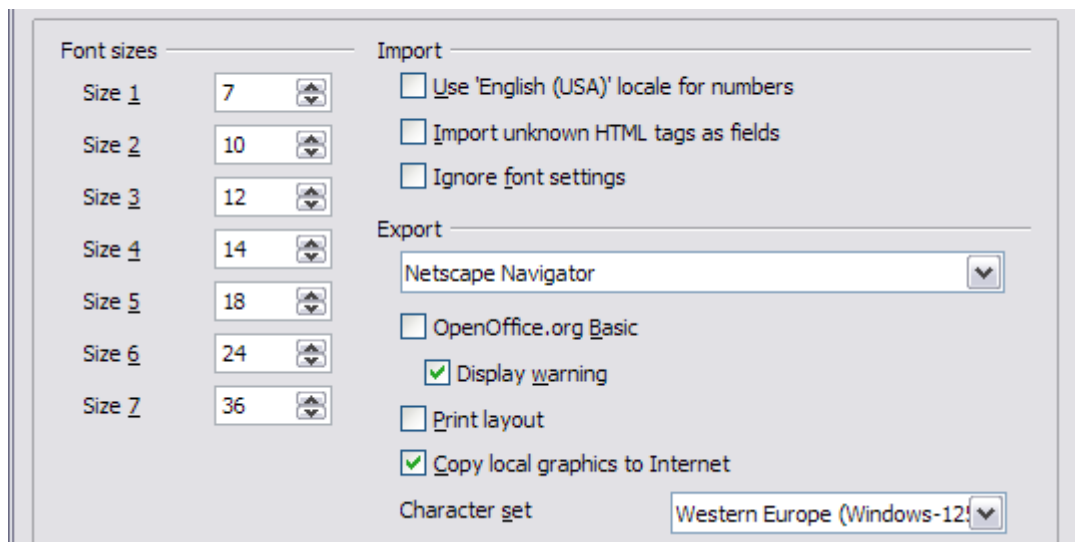 Font sizes
Size 1 7
Size 2 10
Size 3 12
Size 4 14
Size 5 18
Size 6 24
Size 7 36
Import
Use 'English (USA)' locale for numbers
Import unknown HTML tags as fields
Ignore font settings
Export
Netscape Navigator
OpenOffice.org Basic
Display warning
Print layout
Copy local graphics to Internet
Character set Western Europe (Windows-12